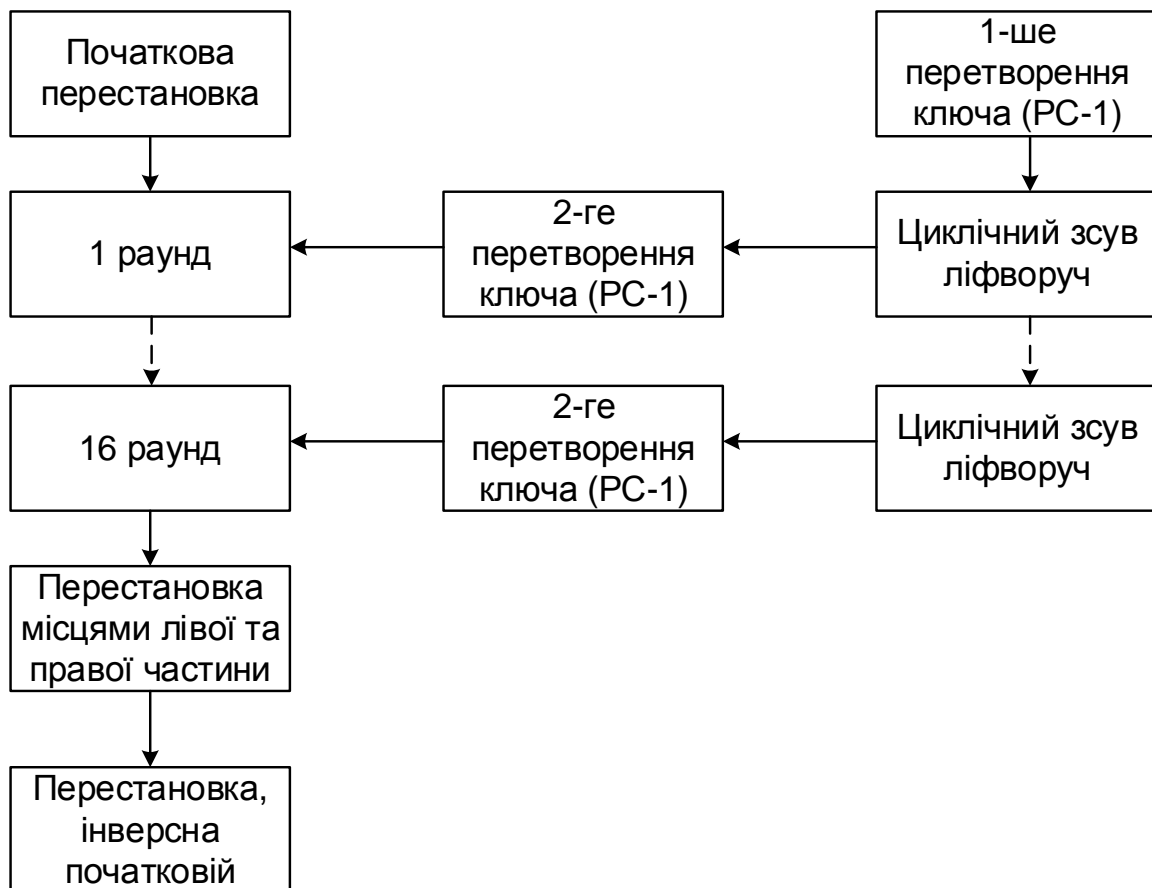 Початкова
перестановка
1-ше
перетворення
ключа (PC-1)
1 раунд
2-ге
перетворення
ключа (PC-1)
Циклічний зсув
ліфворуч
16 раунд
2-ге
перетворення
ключа (PC-1)
Циклічний зсув
ліфворуч
Перестановка
місцями лівої та
правої частини
Перестановка,
інверсна
початковій